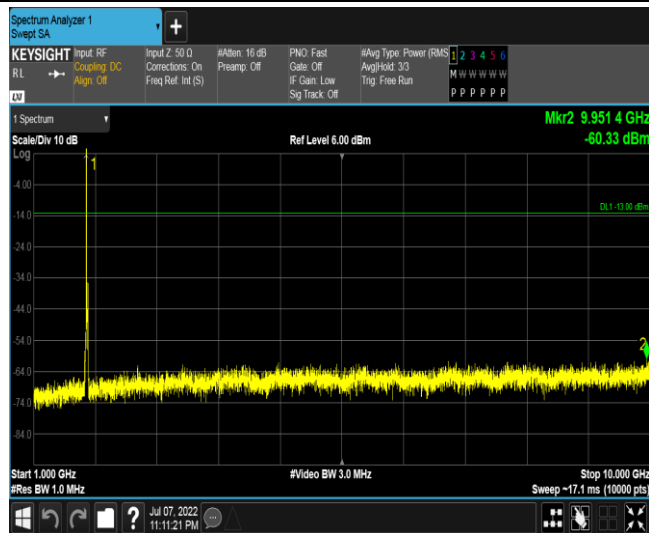 Spectrum Analyzer 1
Swept SA
+
KEYSIGHT
RL
Input: RF
Coupling: DC
Align: Off
Input Z: 50 Ω
Corrections: On
Freq Ref: Int (S)
#Atten: 16 dB
Preamp: Off
PNO: Fast
Gate: Off
IF Gain: Low
Sig Track: Off
#Avg Type: Power (RMS
Avg|Hold: 3/3
Trig: Free Run
1 2 3 4 5 6
M W W W W W
P P P P P P
1 Spectrum
Scale/Div 10 dB
Log
Ref Level 6.00 dBm
Mkr2 9.951 4 GHz
-60.33 dBm
1
-4.00
DL1 -13.00 dBm
-14.0
-24.0
-34.0
-44.0
-54.0
2
-64.0
-74.0
-84.0
Start 1.000 GHz
#Video BW 3.0 MHz
Stop 10.000 GHz
#Res BW 1.0 MHz
Sweep ~17.1 ms (10000 pts)
?
Jul 07, 2022
11:11:21 PM